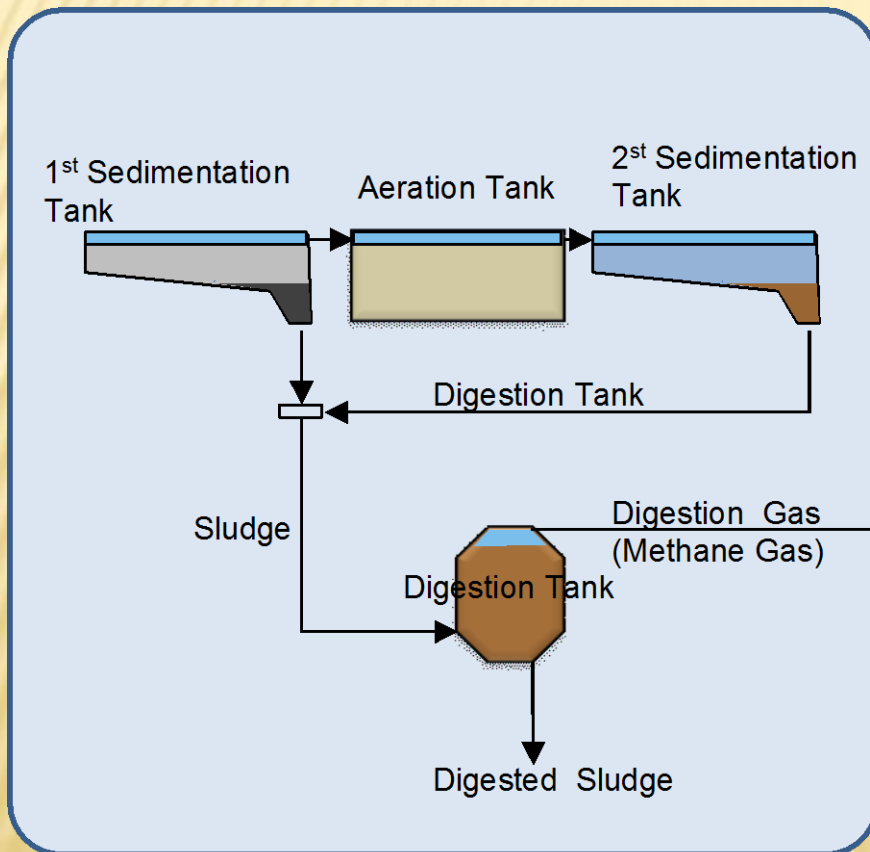 1st Sedimentation
Tank
Aeration Tank
2st Sedimentation
Tank
Digestion Tank
Sludge
Digestion Gas
(Methane Gas)
Digestion Tank
Digested Sludge